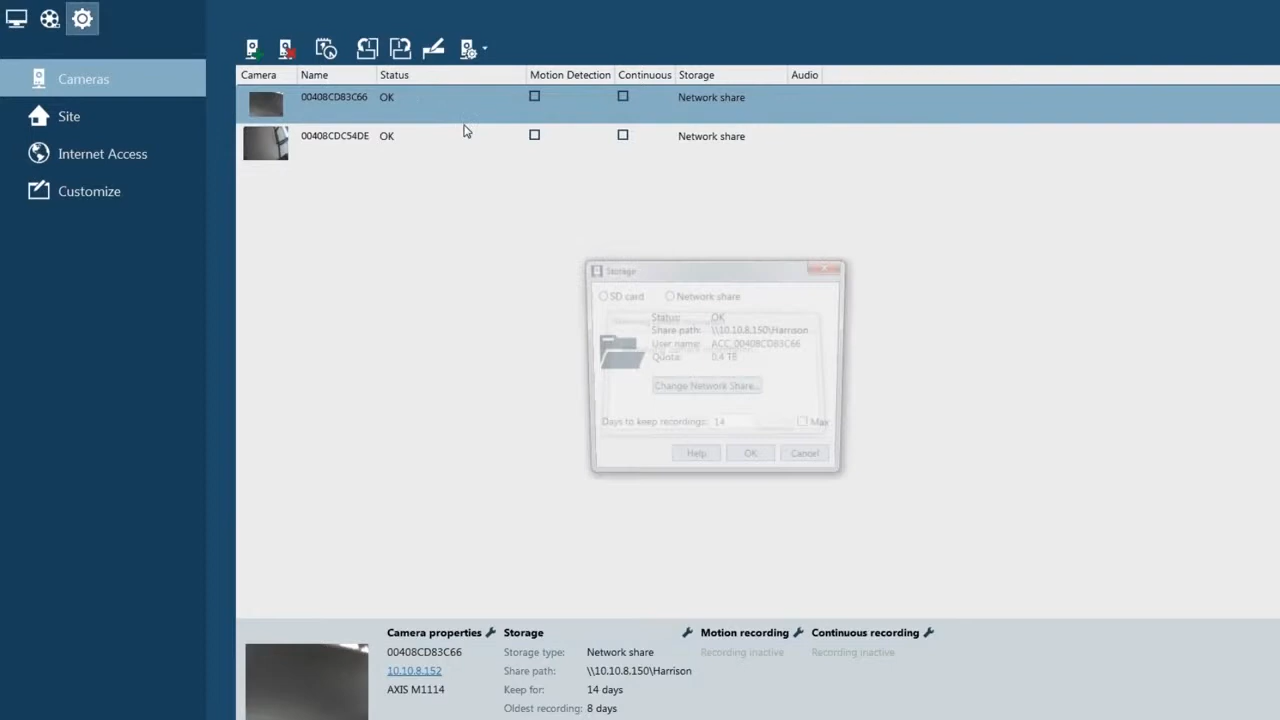 Cameras
Site
Internet Access
Customize
Camera Name Status Motion Detection Continuous Storage Audio
00408CD83C66 OK Network share
00408CDC54DE OK Network share
Storage
SD card Network share
Status: OK
Share path: \\10.10.8.150\Harrison
User name: ACC_00408CD83C66
Quota: 0.4 TB
Change Network Share...
Days to keep recordings: 14 Max
Help OK Cancel
Camera properties Storage Motion recording Continuous recording
00408CD83C66 Storage type: Network share Recording inactive Recording inactive
10.10.8.152 Share path: \\10.10.8.150\Harrison
AXIS M1114 Keep for: 14 days
Oldest recording: 8 days